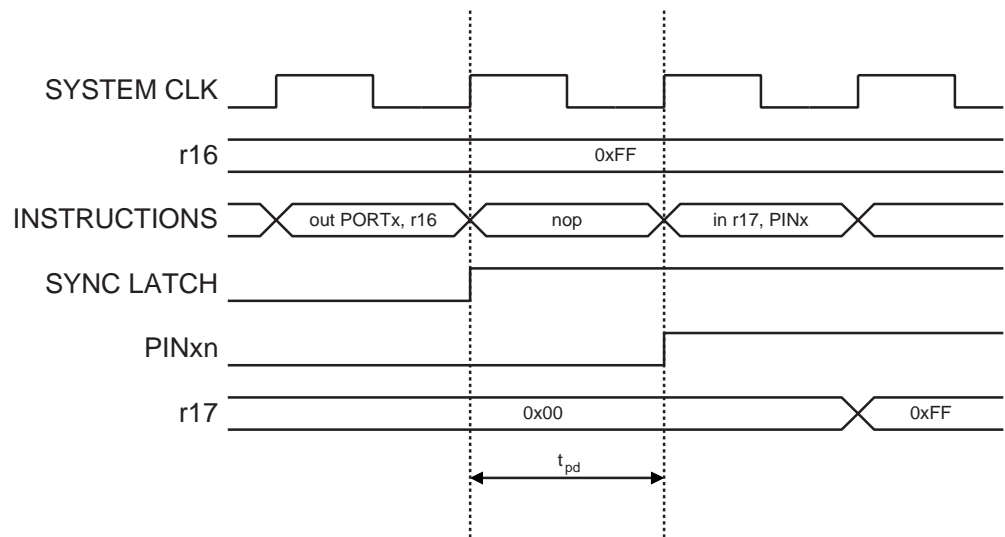 SYSTEM CLK
r16
0xFF
INSTRUCTIONS
out PORTx, r16
nop
in r17, PINx
SYNC LATCH
PINxn
r17
0x00
0xFF
tpd